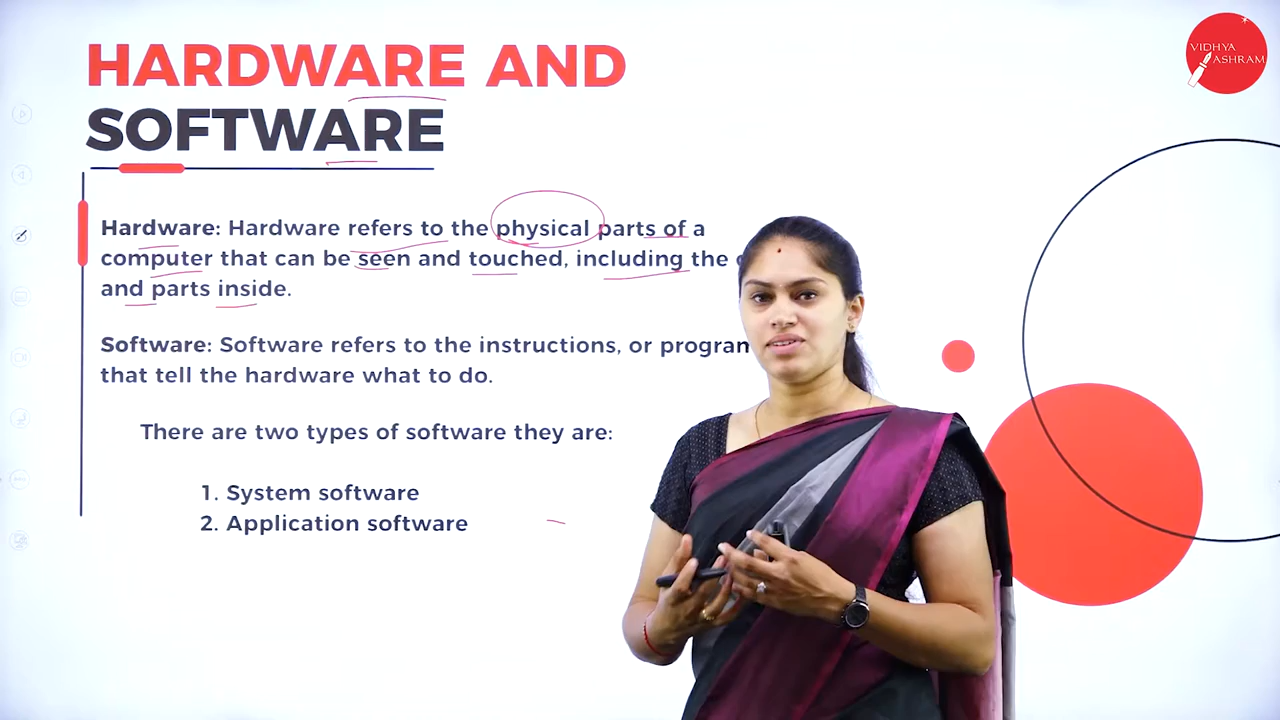 HARDWARE AND
SOFTWARE
VIDHYA
ASHRAM
Hardware: Hardware refers to the physical parts of a
computer that can be seen and touched, including the
and parts inside.
Software: Software refers to the instructions, or
that tell the hardware what to do.
There are two types of software they are:
1. System software
2. Application software